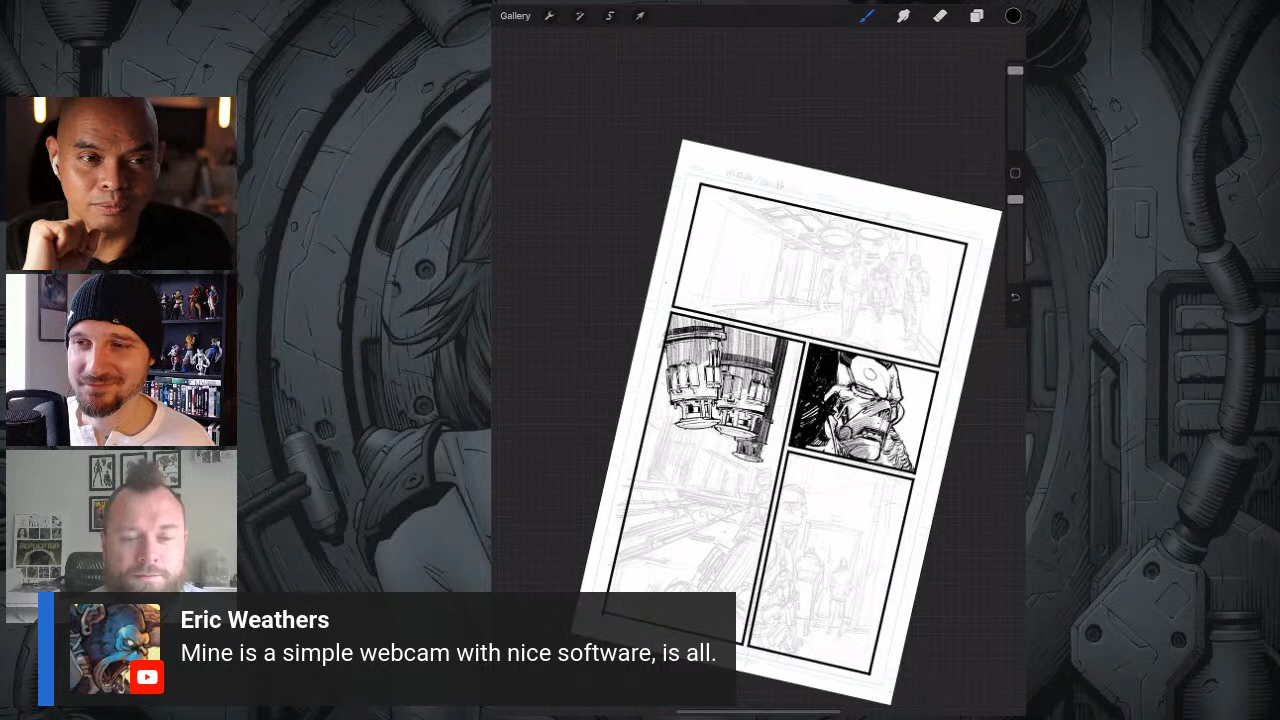 Gallery
Eric Weathers
Mine is a simple webcam with nice software, is all.